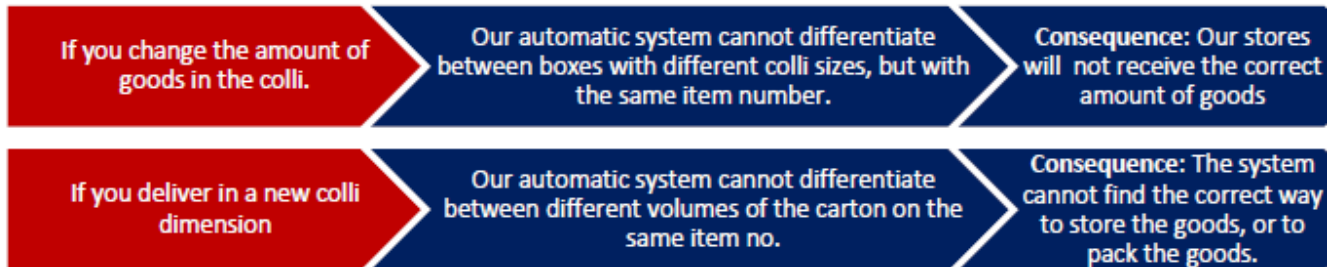 If you change the amount of
goods in the colli.
Our automatic system cannot differentiate
between boxes with different colli sizes, but with
the same item number.
Consequence: Our stores
will not receive the correct
amount of goods
If you deliver in a new colli
dimension
Our automatic system cannot differentiate
between different volumes of the carton on the
same item no.
Consequence: The system
cannot find the correct way
to store the goods, or to
pack the goods.